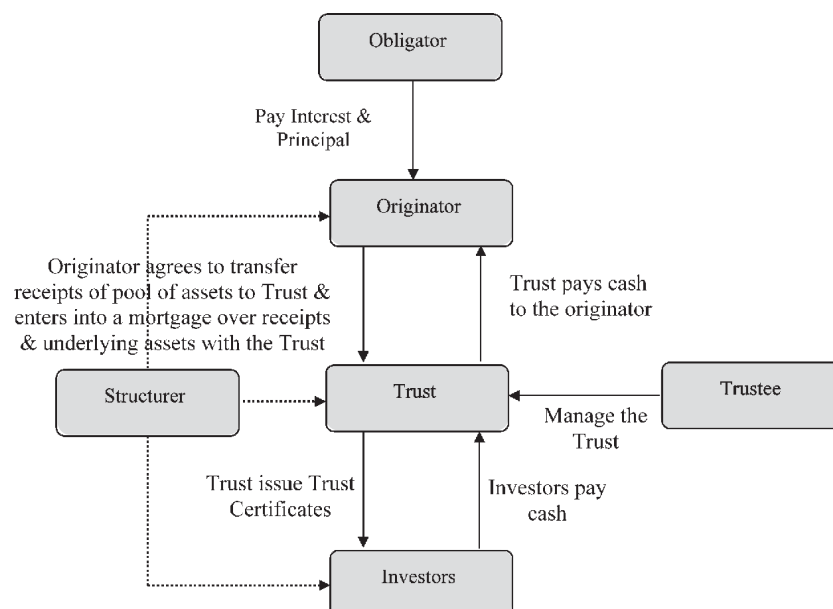 Obligator
Pay Interest &
Principal
Originator
Originator agrees to transfer
receipts of pool of assets to Trust &
enters into a mortgage over receipts
& underlying assets with the Trust
Trust pays cash
to the originator
Structurer
Trust
Trustee
Manage the
Trust
Trust issue Trust
Certificates
Investors pay
cash
Investors